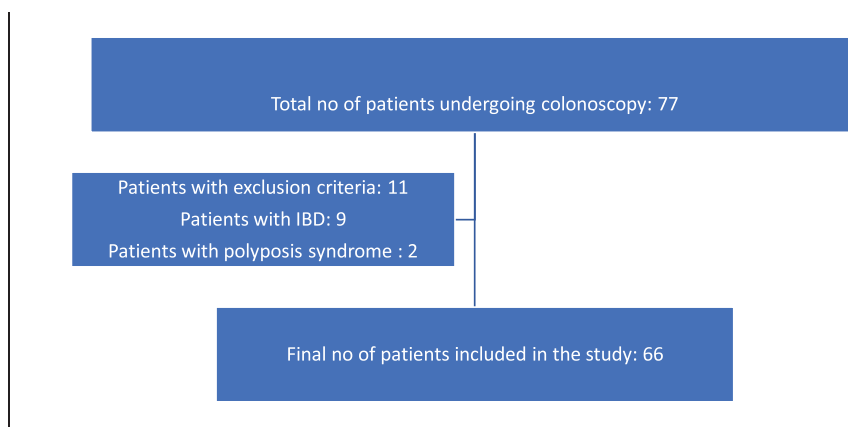 Total no of patients undergoing colonoscopy: 77
Patients with exclusion criteria: 11
Patients with IBD: 9
Patients with polyposis syndrome : 2
Final no of patients included in the study: 66